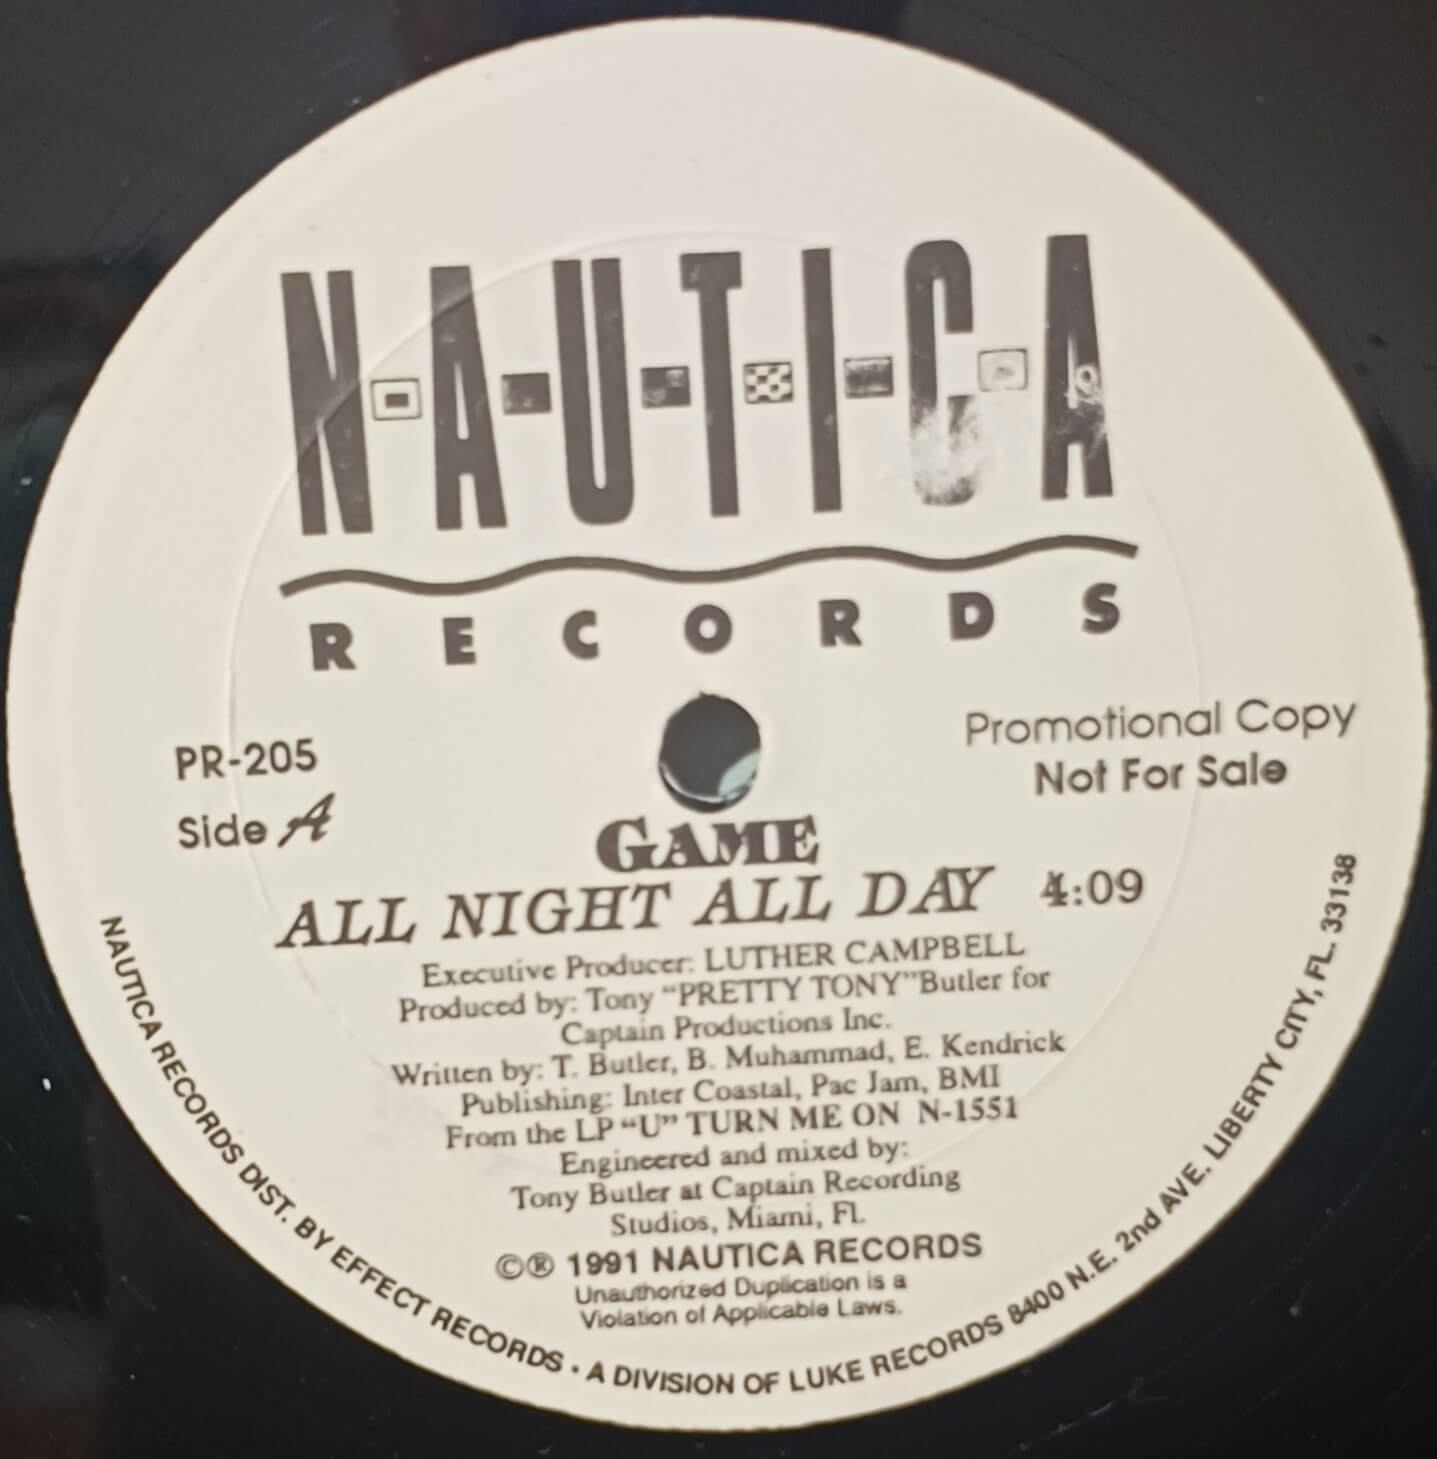 N-A-U-T-I-C-A
RECORDS
PR-205
Side A
Promotional Copy
Not For Sale
GAME
ALL NIGHT ALL DAY 4:09
Executive Producer: LUTHER CAMPBELL
Produced by: Tony "PRETTY TONY"Butler for
Captain Productions Inc.
Written by: T. Butler, B. Muhammad, E. Kendrick
Publishing: Inter Coastal, Pac Jam, BMI
From the LP "U" TURN ME ON N-1551
Engineered and mixed by:
Tony Butler at Captain Recording
Studios, Miami, Fl.
©® 1991 NAUTICA RECORDS
Unauthorized Duplication is a
Violation of Applicable Laws.
NAUTICA RECORDS DIST. BY EFFECT RECORDS • A DIVISION OF LUKE RECORDS 8400 N.E. 2nd AVE. LIBERTY CITY, FL. 33138